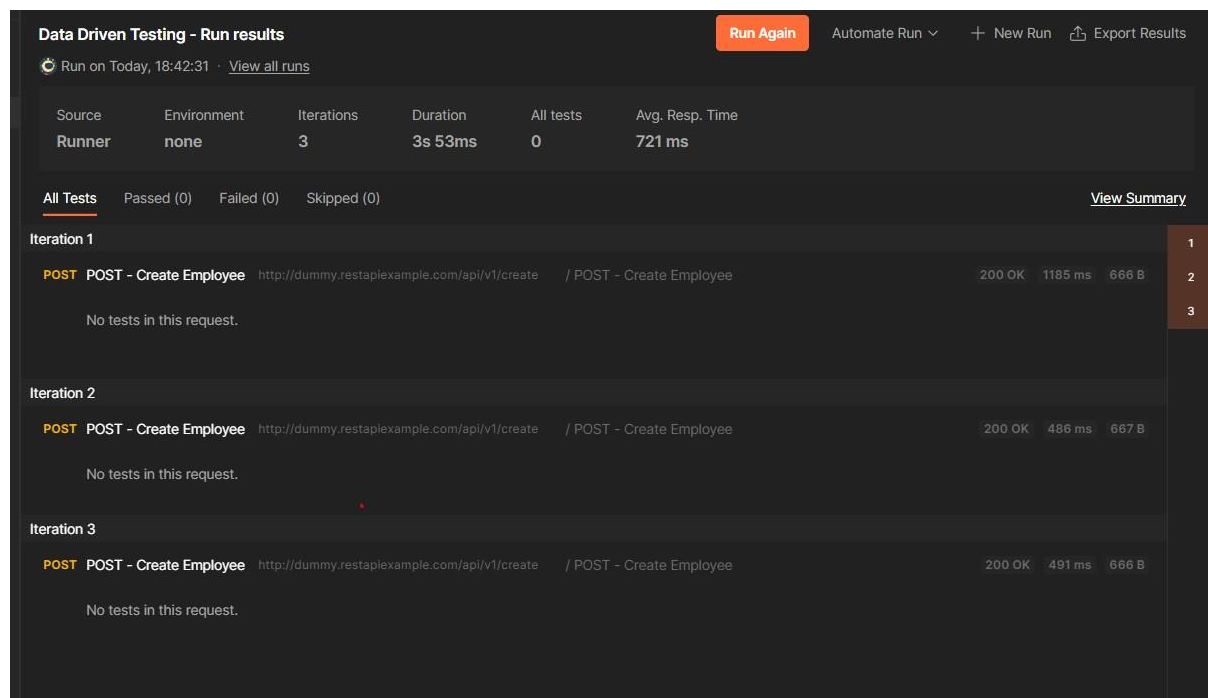 Data Driven Testing - Run results
Run Again
Automate Run
New Run
Export Results
Run on Today, 18:42:31 · View all runs
Source Environment Iterations Duration All tests Avg. Resp. Time
Runner none 3 3s 53ms 0 721 ms
All Tests Passed (0) Failed (0) Skipped (0) View Summary
Iteration 1
1
POST POST - Create Employee http://dummy.restapiexample.com/api/v1/create / POST - Create Employee 200 OK 1185 ms 666 B
2
3
No tests in this request.
Iteration 2
POST POST - Create Employee http://dummy.restapiexample.com/api/v1/create / POST - Create Employee 200 OK 486 ms 667 B
No tests in this request.
Iteration 3
POST POST - Create Employee http://dummy.restapiexample.com/api/v1/create / POST - Create Employee 200 OK 491 ms 666 B
No tests in this request.